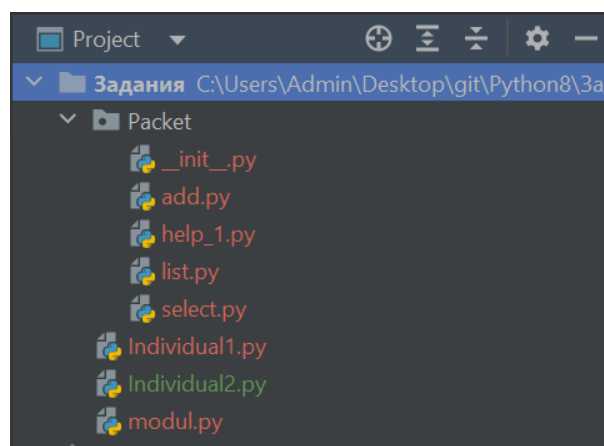 Project
Задания C:\Users\Admin\Desktop\git\Python8\За
Packet
__init__.py
add.py
help_1.py
list.py
select.py
Individual1.py
Individual2.py
modul.py